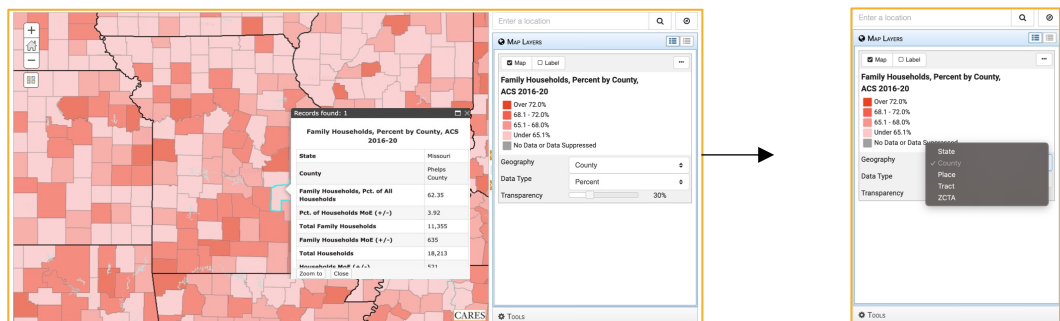 +
−
Records found: 1
Family Households, Percent by County, ACS
2016-20
State Missouri
County Phelps
County
Family Households, Pct. of All
Households 62.35
Pct. of Households MoE (+/-) 3.92
Total Family Households 11,355
Family Households MoE (+/-) 635
Total Households 18,213
Households MoE (+/-) 521
Zoom to Close
CARES
Enter a location
MAP LAYERS
Map Label
Family Households, Percent by County,
ACS 2016-20
Over 72.0%
68.1 - 72.0%
65.1 - 68.0%
Under 65.1%
No Data or Data Suppressed
Geography County
Data Type Percent
Transparency 30%
TOOLS
Enter a location
MAP LAYERS
Map Label
Family Households, Percent by County,
ACS 2016-20
Over 72.0%
68.1 - 72.0%
65.1 - 68.0%
Under 65.1%
No Data or Data Suppressed
Geography
Data Type
Transparency
State
✓ County
Place
Tract
ZCTA
30%
TOOLS